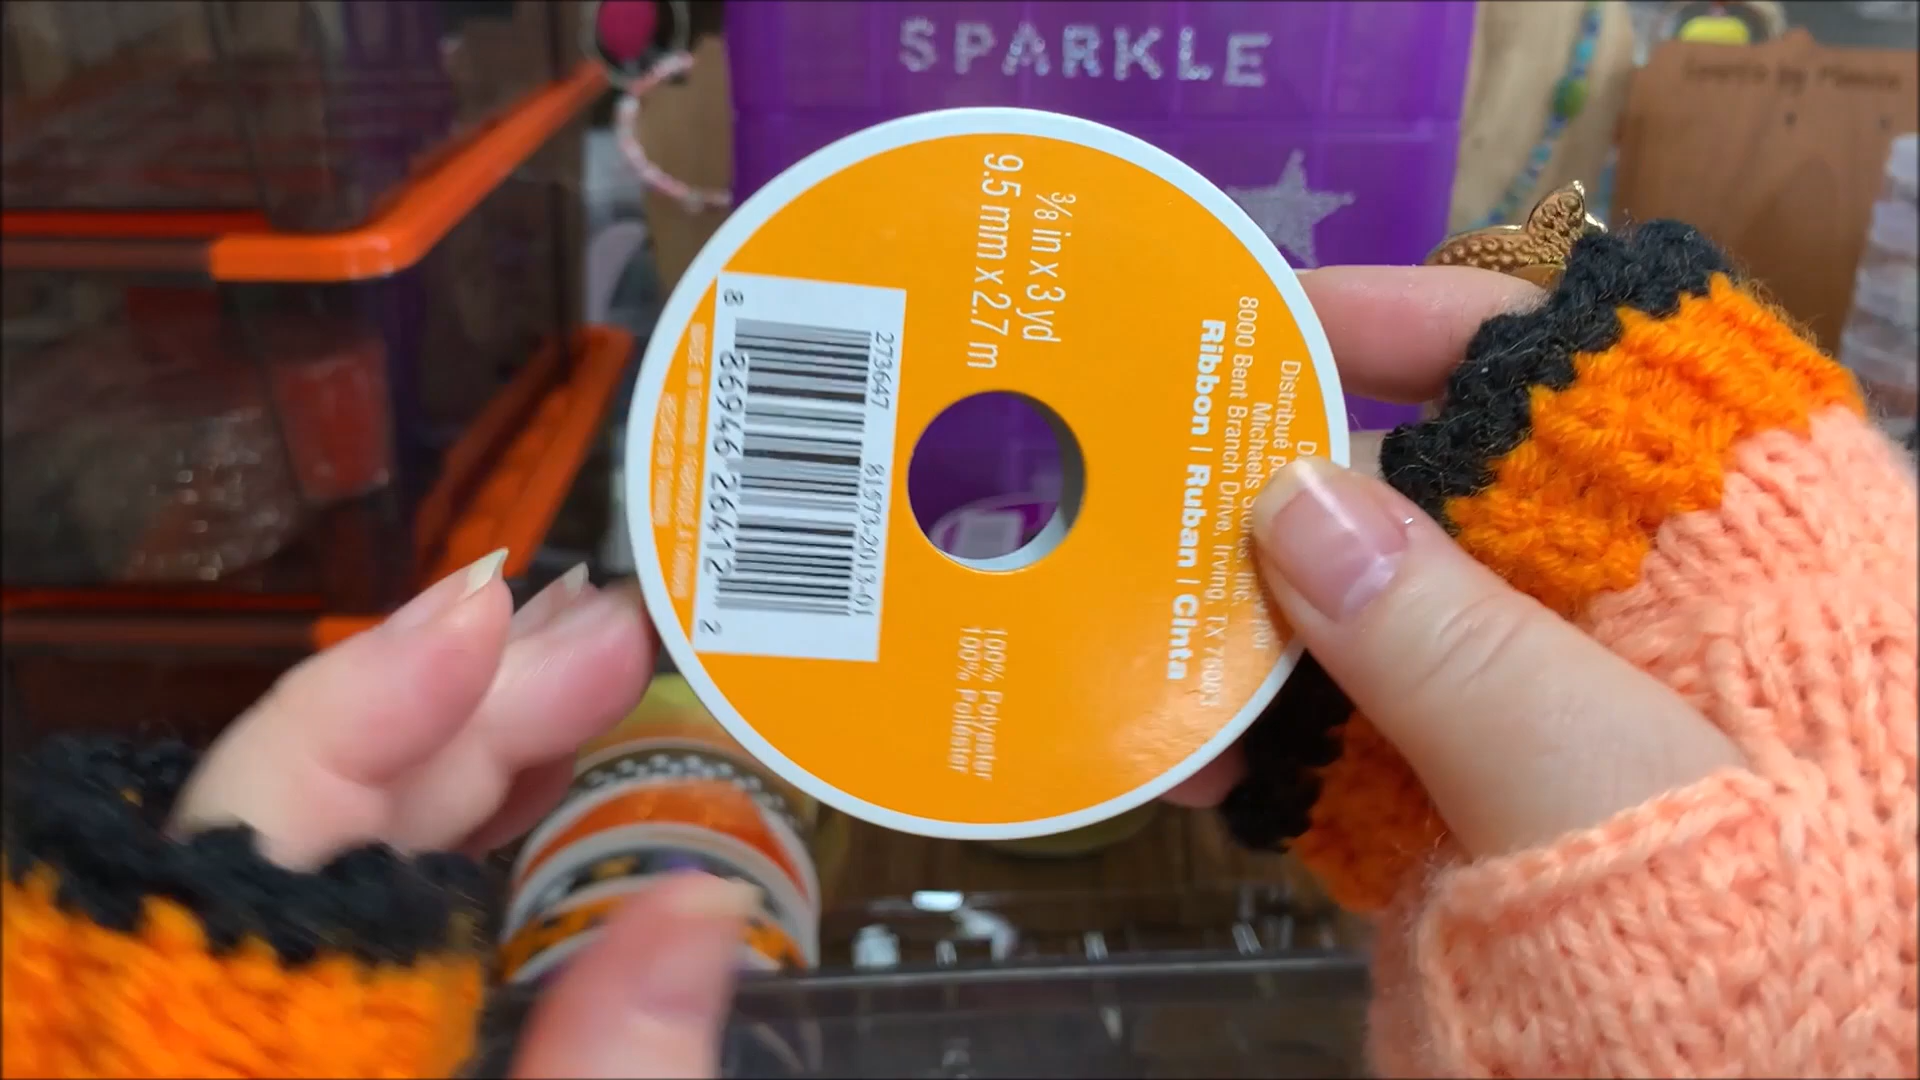 SPARKLE
3/8 in x 3 yd
9.5 mm x 2.7 m
Distribué
Michaels
8000 Bent Branch Drive, Irving, TX
Ribbon | Ruban | Cinta
273647 81573-2013-01
8 86946 26412 2
100% Polyester
100% Poliéster